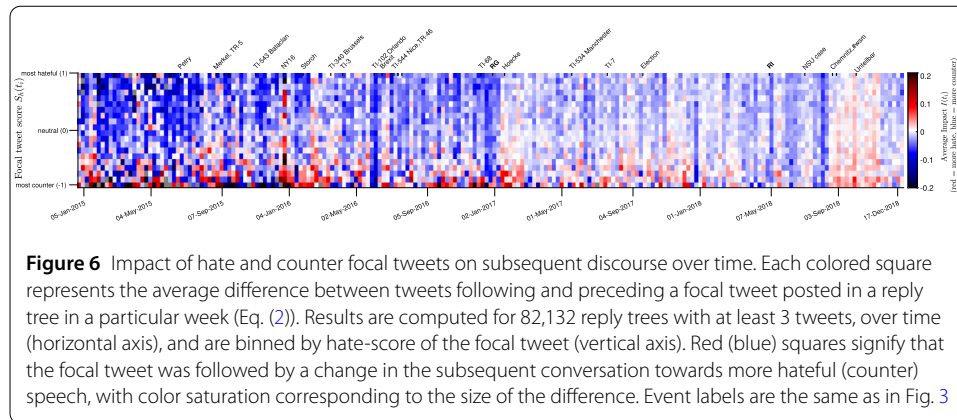 Petry
Merkel, TR-5
TI-543 Bataclan
NY16
Storch
TI-340 Brussels
TI-3
TI-102 Orlando
Brexit
TI-544 Nice, TR-46
TI-68
RG
Hoecke
TI-534 Manchester
TI-7
Election
RI
NSU case
Chemnitz,#wsrn
Unteilbar
most hateful (1)
neutral (0)
most counter (-1)
Focal tweet score Sₕ(tᵢ)
05-Jan-2015
04-May-2015
07-Sep-2015
04-Jan-2016
02-May-2016
05-Sep-2016
02-Jan-2017
01-May-2017
04-Sep-2017
01-Jan-2018
07-May-2018
03-Sep-2018
17-Dec-2018
0.2
0.1
0
-0.1
-0.2
Average Impact I(tᵢ)
(red = more hate, blue = more counter)
Figure 6 Impact of hate and counter focal tweets on subsequent discourse over time. Each colored square
represents the average difference between tweets following and preceding a focal tweet posted in a reply
tree in a particular week (Eq. (2)). Results are computed for 82,132 reply trees with at least 3 tweets, over time
(horizontal axis), and are binned by hate-score of the focal tweet (vertical axis). Red (blue) squares signify that
the focal tweet was followed by a change in the subsequent conversation towards more hateful (counter)
speech, with color saturation corresponding to the size of the difference. Event labels are the same as in Fig. 3